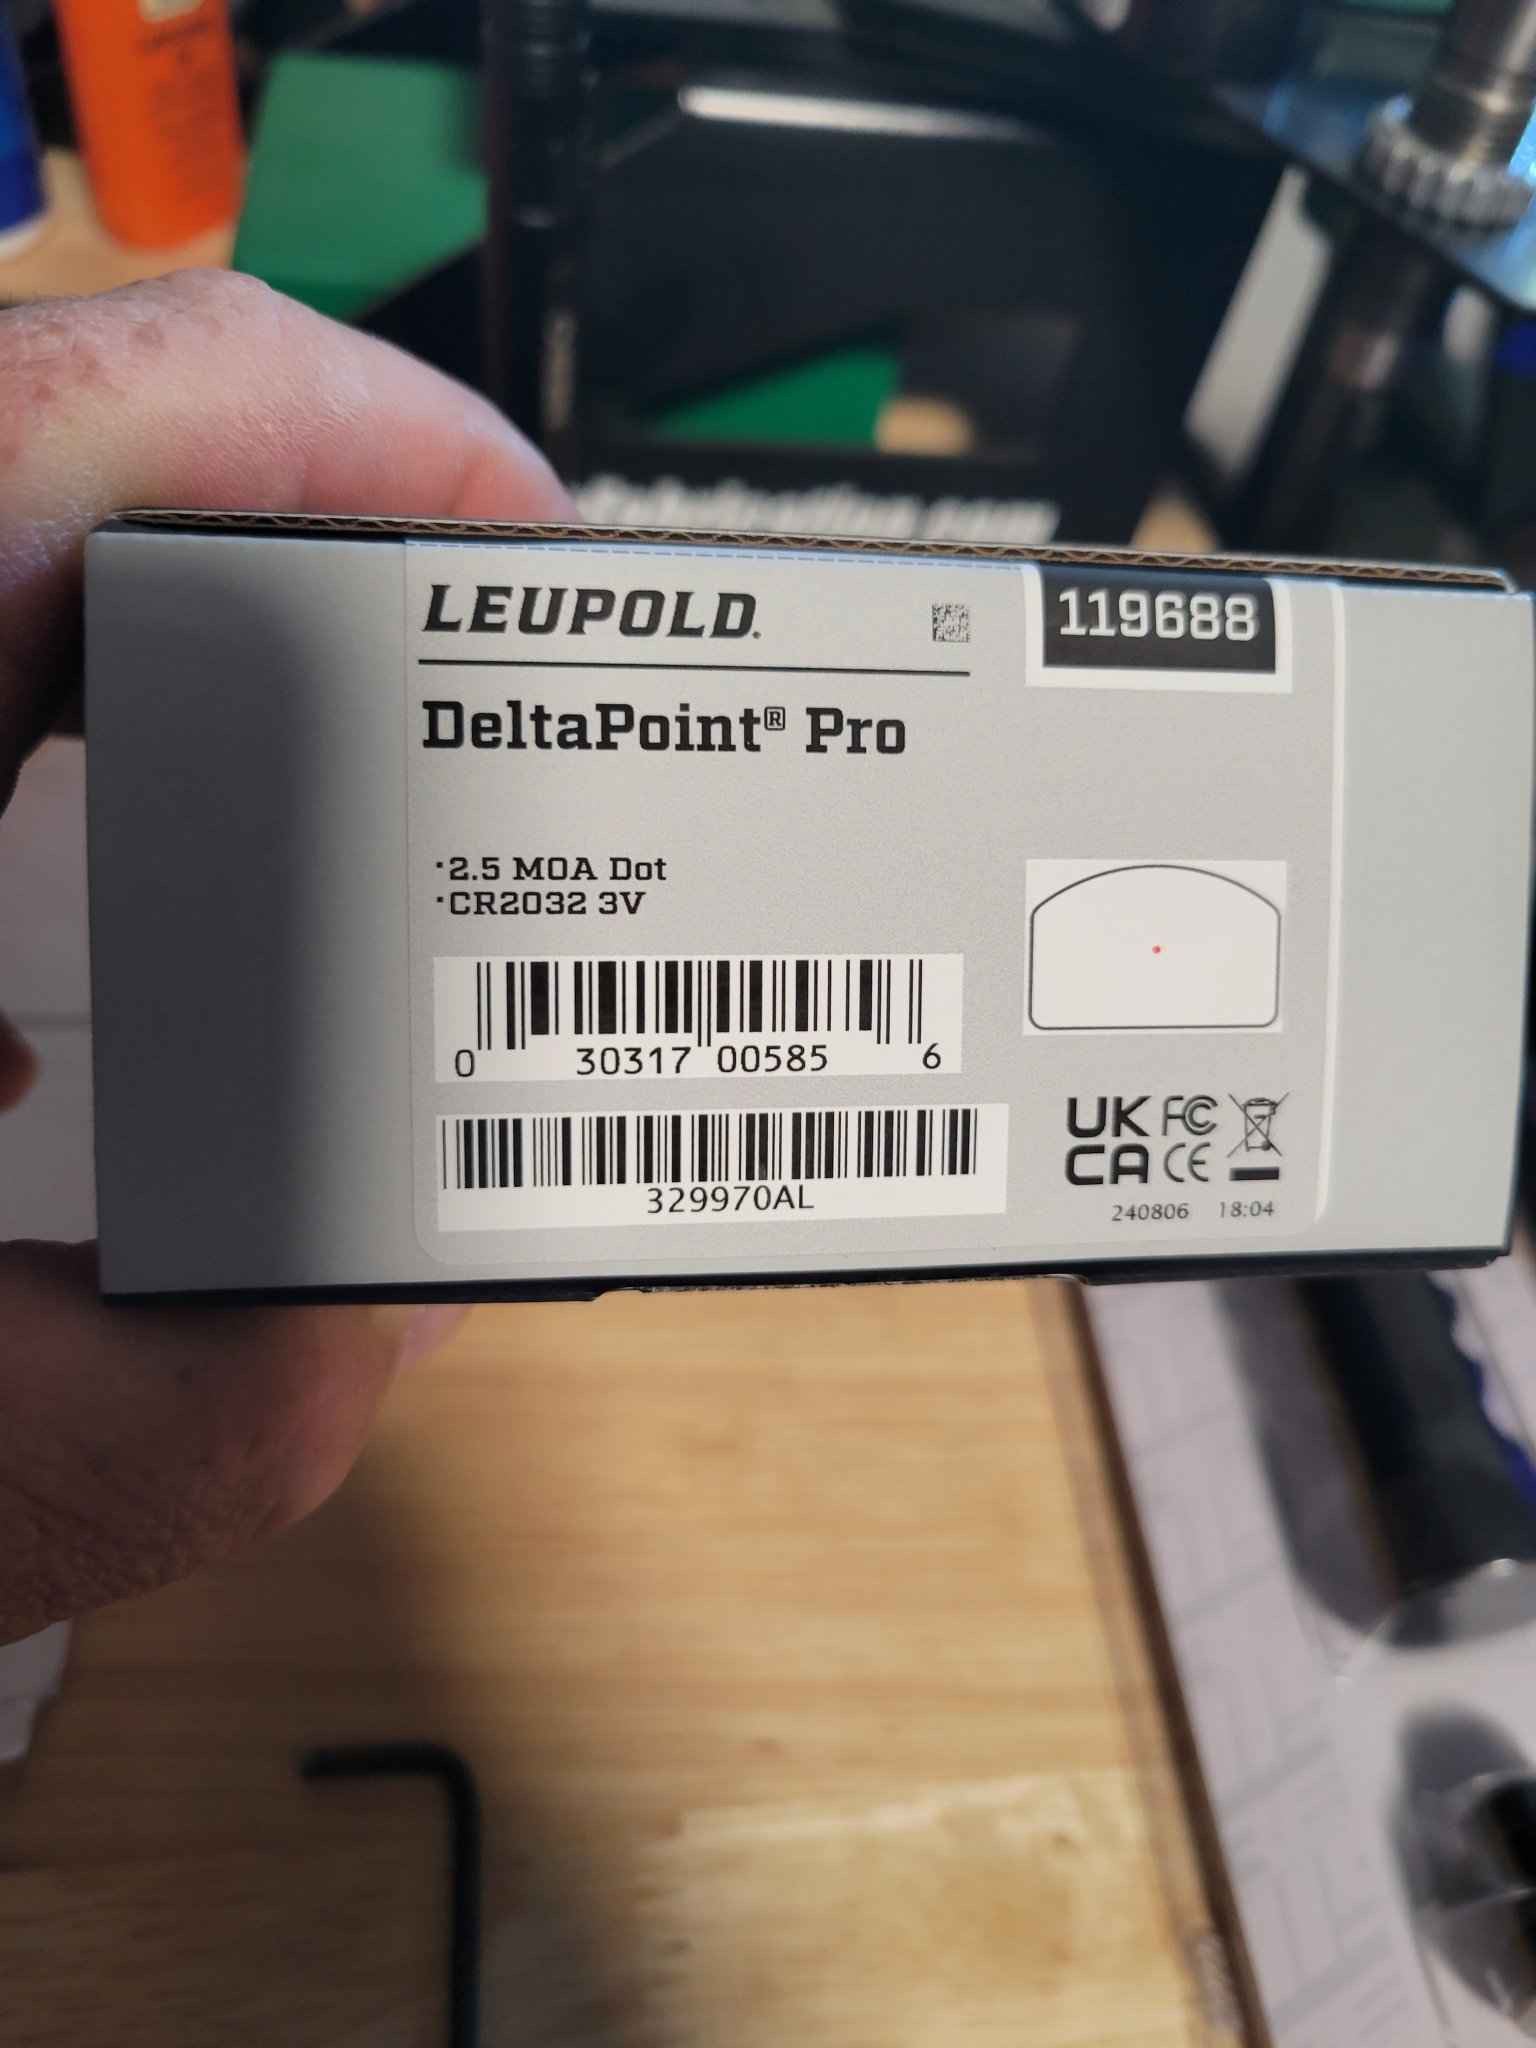 LEUPOLD®
119688
DeltaPoint® Pro
·2.5 MOA Dot
·CR2032 3V
0 30317 00585 6
329970AL
UK CA FC CE
240806 18:04